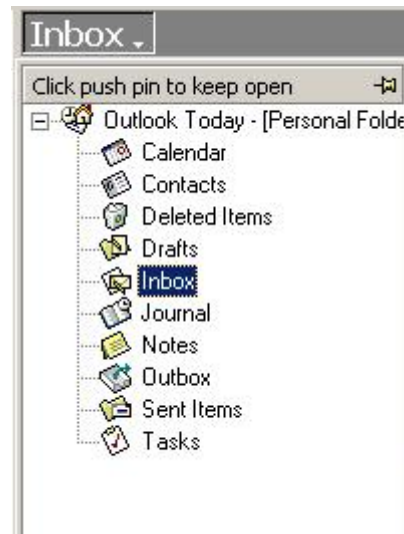 Inbox
Click push pin to keep open
Outlook Today - [Personal Folde
Calendar
Contacts
Deleted Items
Drafts
Inbox
Journal
Notes
Outbox
Sent Items
Tasks